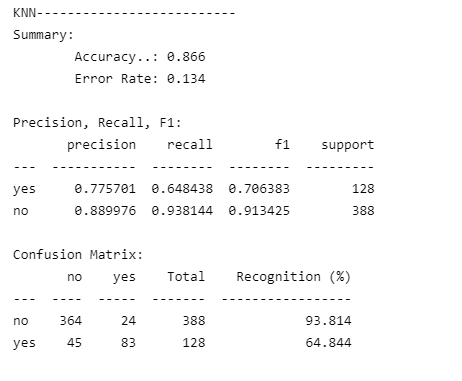 KNN--------------------------
Summary:
Accuracy..: 0.866
Error Rate: 0.134
Precision, Recall, F1:
precision recall f1 support
--- ----------- -------- -------- ---------
yes 0.775701 0.648438 0.706383 128
no 0.889976 0.938144 0.913425 388
Confusion Matrix:
no yes Total Recognition (%)
--- ---- ----- ------- -----------------
no 364 24 388 93.814
yes 45 83 128 64.844